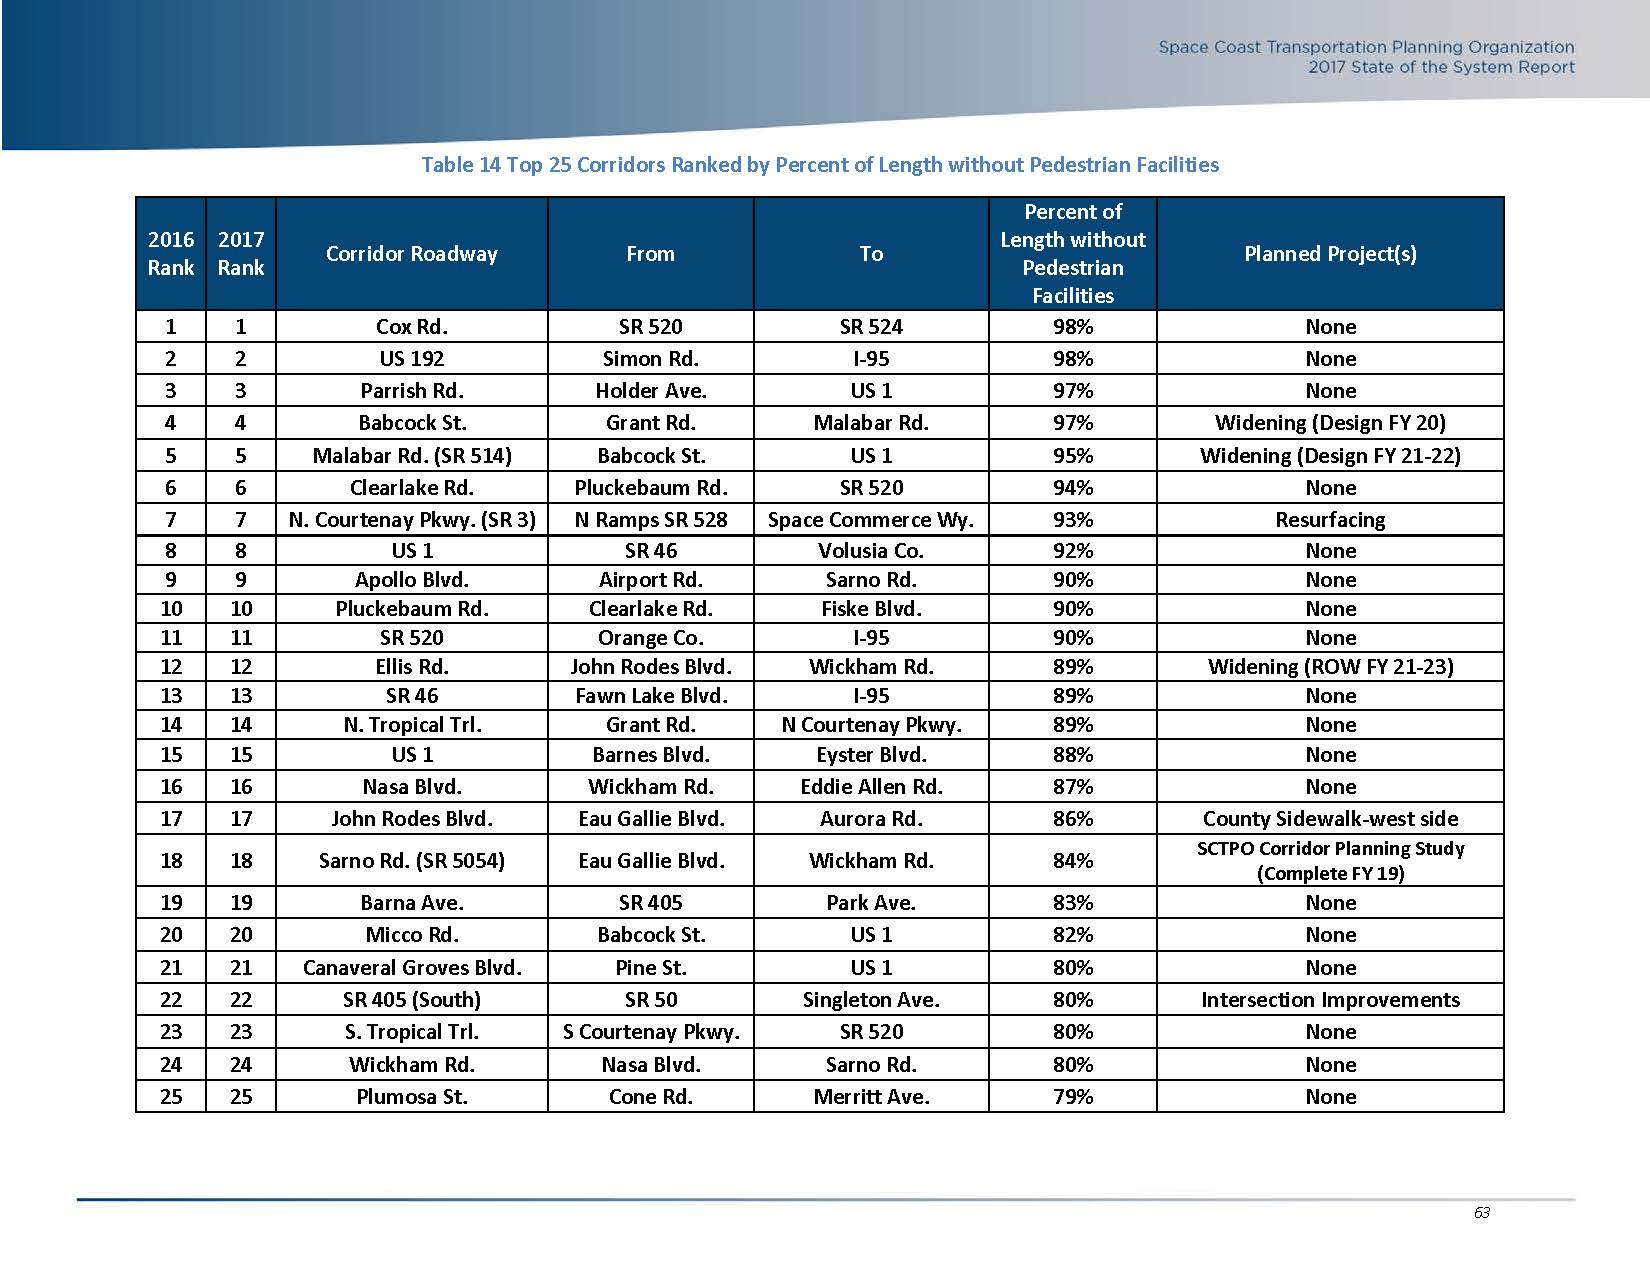 Space Coast Transportation Planning Organization
2017 State of the System Report
Table 14 Top 25 Corridors Ranked by Percent of Length without Pedestrian Facilities
2016 Rank 2017 Rank Corridor Roadway From To Percent of Length without Pedestrian Facilities Planned Project(s)
1 1 Cox Rd. SR 520 SR 524 98% None
2 2 US 192 Simon Rd. I-95 98% None
3 3 Parrish Rd. Holder Ave. US 1 97% None
4 4 Babcock St. Grant Rd. Malabar Rd. 97% Widening (Design FY 20)
5 5 Malabar Rd. (SR 514) Babcock St. US 1 95% Widening (Design FY 21-22)
6 6 Clearlake Rd. Pluckebaum Rd. SR 520 94% None
7 7 N. Courtenay Pkwy. (SR 3) N Ramps SR 528 Space Commerce Wy. 93% Resurfacing
8 8 US 1 SR 46 Volusia Co. 92% None
9 9 Apollo Blvd. Airport Rd. Sarno Rd. 90% None
10 10 Pluckebaum Rd. Clearlake Rd. Fiske Blvd. 90% None
11 11 SR 520 Orange Co. I-95 90% None
12 12 Ellis Rd. John Rodes Blvd. Wickham Rd. 89% Widening (ROW FY 21-23)
13 13 SR 46 Fawn Lake Blvd. I-95 89% None
14 14 N. Tropical Trl. Grant Rd. N Courtenay Pkwy. 89% None
15 15 US 1 Barnes Blvd. Eyster Blvd. 88% None
16 16 Nasa Blvd. Wickham Rd. Eddie Allen Rd. 87% None
17 17 John Rodes Blvd. Eau Gallie Blvd. Aurora Rd. 86% County Sidewalk-west side
18 18 Sarno Rd. (SR 5054) Eau Gallie Blvd. Wickham Rd. 84% SCTPO Corridor Planning Study (Complete FY 19)
19 19 Barna Ave. SR 405 Park Ave. 83% None
20 20 Micco Rd. Babcock St. US 1 82% None
21 21 Canaveral Groves Blvd. Pine St. US 1 80% None
22 22 SR 405 (South) SR 50 Singleton Ave. 80% Intersection Improvements
23 23 S. Tropical Trl. S Courtenay Pkwy. SR 520 80% None
24 24 Wickham Rd. Nasa Blvd. Sarno Rd. 80% None
25 25 Plumosa St. Cone Rd. Merritt Ave. 79% None
63